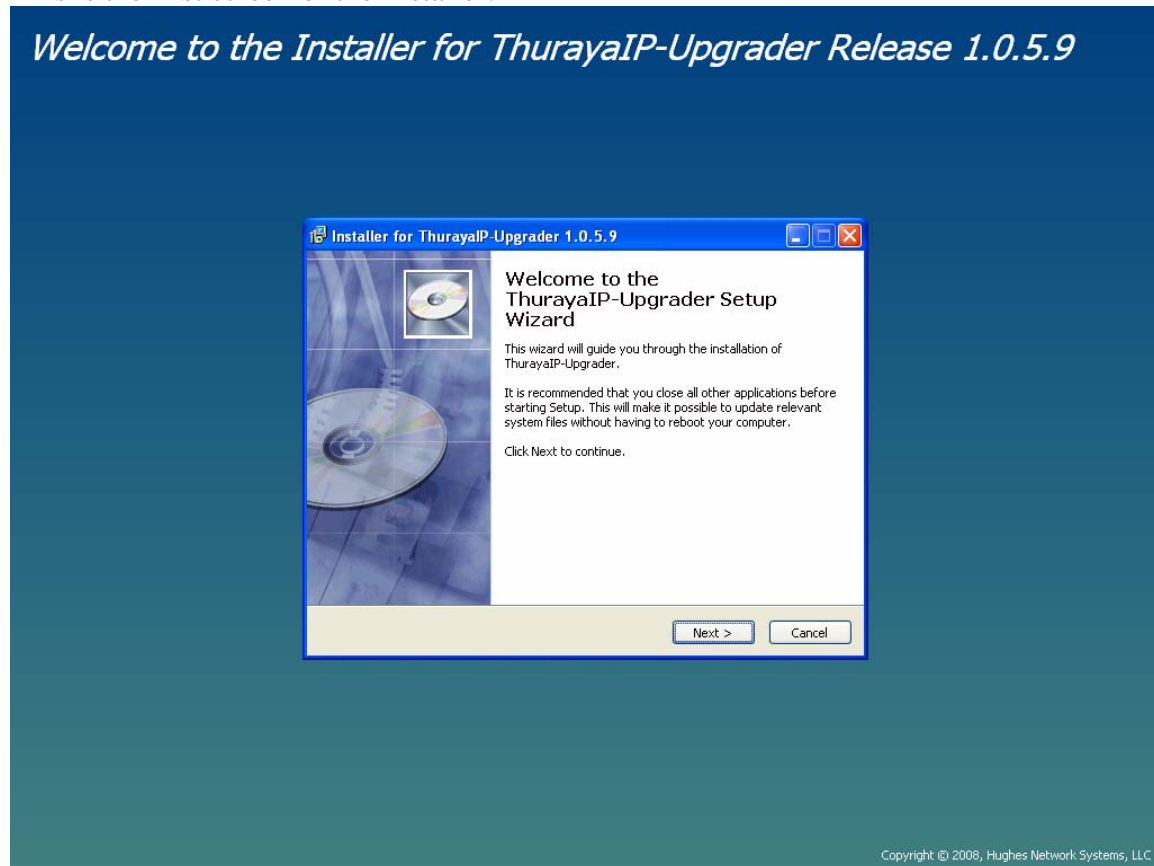 Welcome to the Installer for ThurayaIP-Upgrader Release 1.0.5.9
Installer for ThurayaIP-Upgrader 1.0.5.9
Welcome to the
ThurayaIP-Upgrader Setup
Wizard
This wizard will guide you through the installation of
ThurayaIP-Upgrader.
It is recommended that you close all other applications before
starting Setup. This will make it possible to update relevant
system files without having to reboot your computer.
Click Next to continue.
Next >
Cancel
Copyright © 2008, Hughes Network Systems, LLC